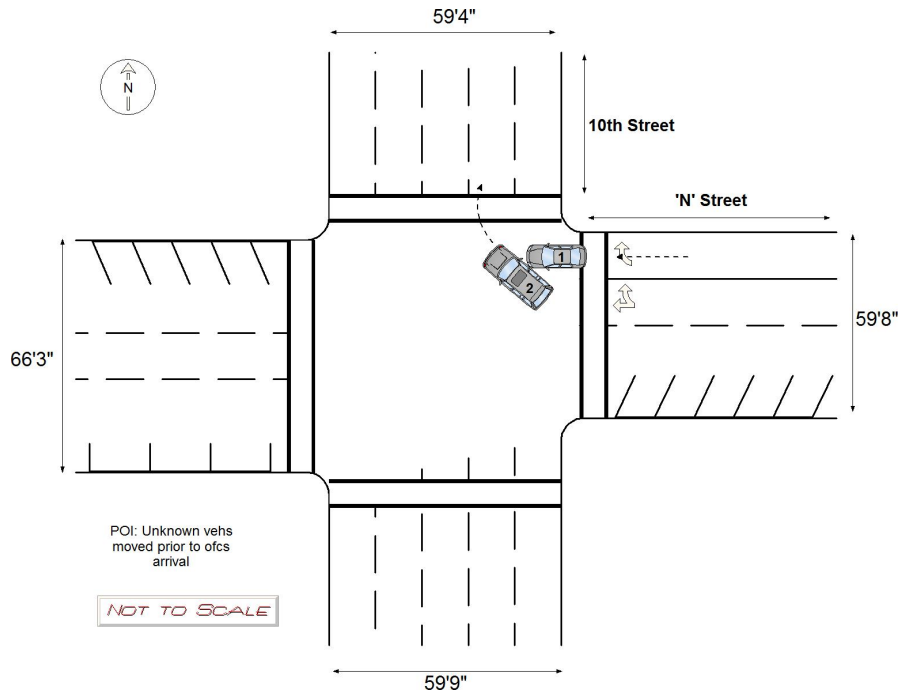 59'4"
N
10th Street
'N' Street
1
2
59'8"
66'3"
POI: Unknown vehs
moved prior to ofcs
arrival
NOT TO SCALE
59'9"